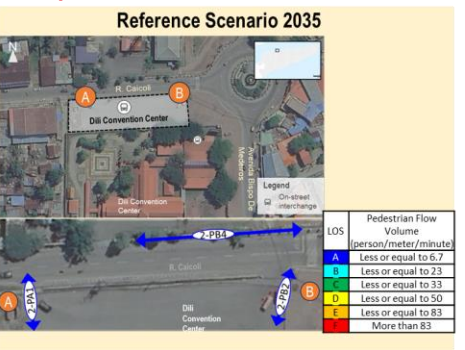 Reference Scenario 2035
N
R. Caicoli
A
B
Dili Convention Center
Avenida Bispo De
Medeiros
Dili Convention
Center
Legend
On-street
interchange
2-PB4
R. Caicoli
A
2-PA1
2-PB2
B
Dili
Convention
Center
LOS
Pedestrian Flow
Volume
(person/meter/minute)
A Less or equal to 6.7
B Less or equal to 23
C Less or equal to 33
D Less or equal to 50
E Less or equal to 83
F More than 83